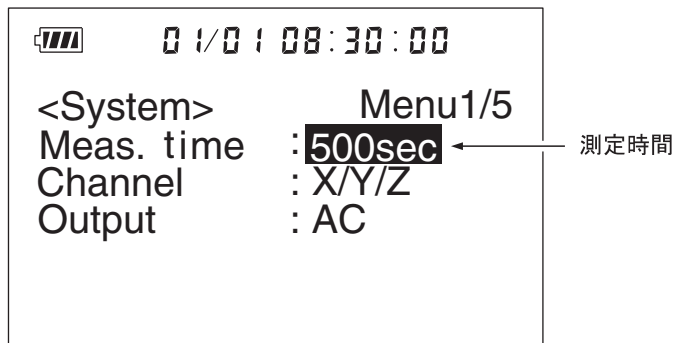 01/01 08:30:00
<System> Menu1/5
Meas. time : 500sec
測定時間
Channel : X/Y/Z
Output : AC